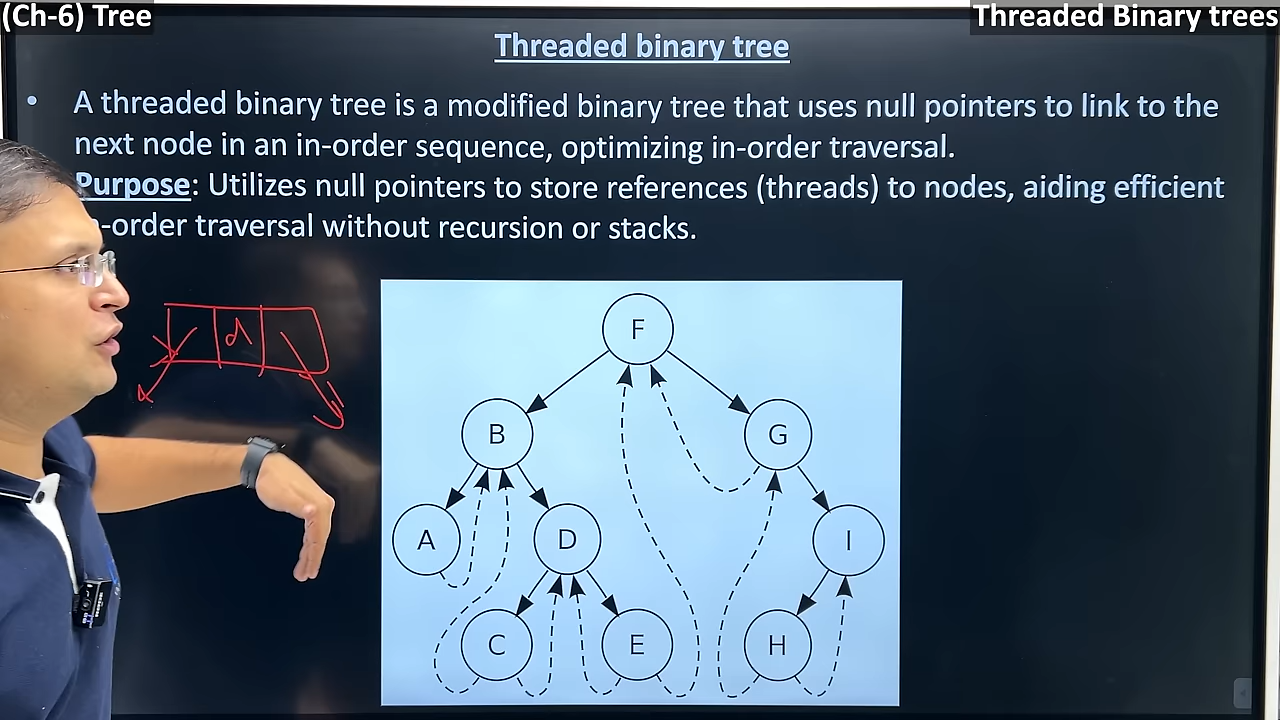 (Ch-6) Tree
Threaded Binary trees
Threaded binary tree
• A threaded binary tree is a modified binary tree that uses null pointers to link to the
next node in an in-order sequence, optimizing in-order traversal.
Purpose: Utilizes null pointers to store references (threads) to nodes, aiding efficient
-order traversal without recursion or stacks.
F
B
G
A
D
I
C
E
H